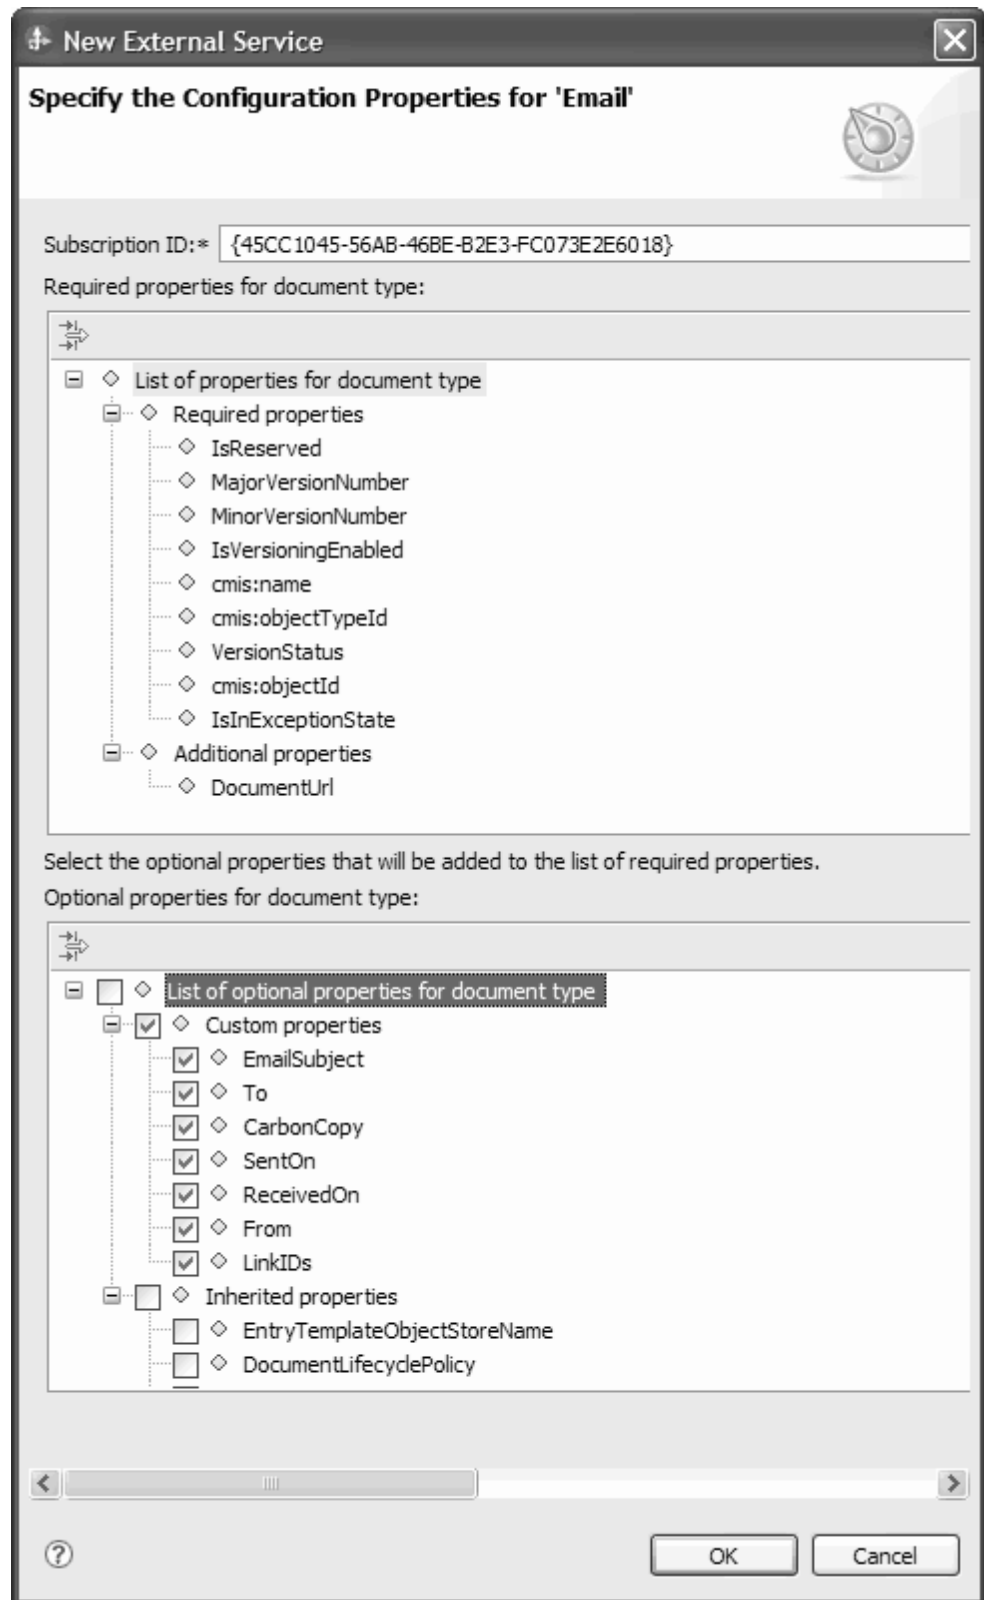 New External Service
Specify the Configuration Properties for 'Email'
Subscription ID:* {45CC1045-56AB-46BE-B2E3-FC073E2E6018}
Required properties for document type:
List of properties for document type
Required properties
IsReserved
MajorVersionNumber
MinorVersionNumber
IsVersioningEnabled
cmis:name
cmis:objectTypeId
VersionStatus
cmis:objectId
IsInExceptionState
Additional properties
DocumentUrl
Select the optional properties that will be added to the list of required properties.
Optional properties for document type:
List of optional properties for document type
Custom properties
EmailSubject
To
CarbonCopy
SentOn
ReceivedOn
From
LinkIDs
Inherited properties
EntryTemplateObjectStoreName
DocumentLifecyclePolicy
OK Cancel